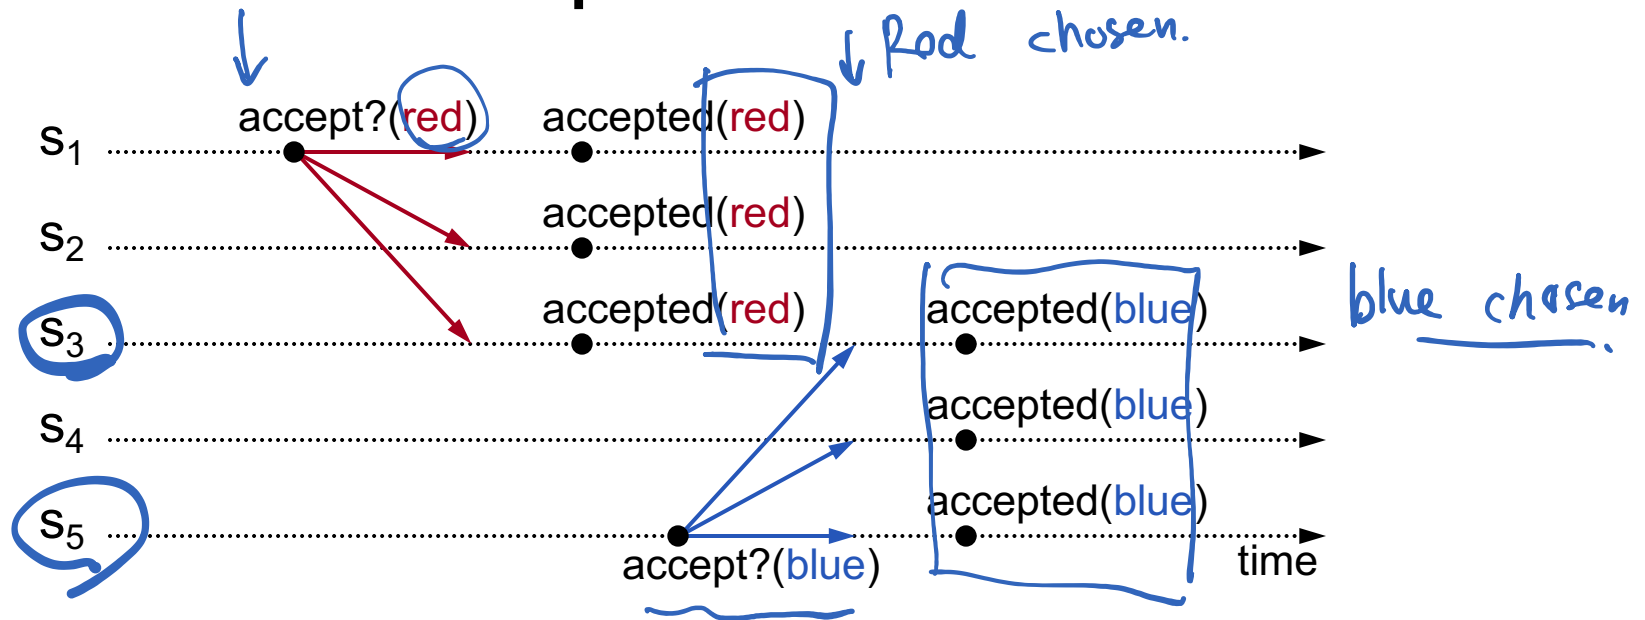 Red chosen.
accept?(red) accepted(red)
s1
accepted(red)
s2
accepted(red) accepted(blue)
s3
blue chosen
accepted(blue)
s4
accepted(blue)
s5
accept?(blue) time